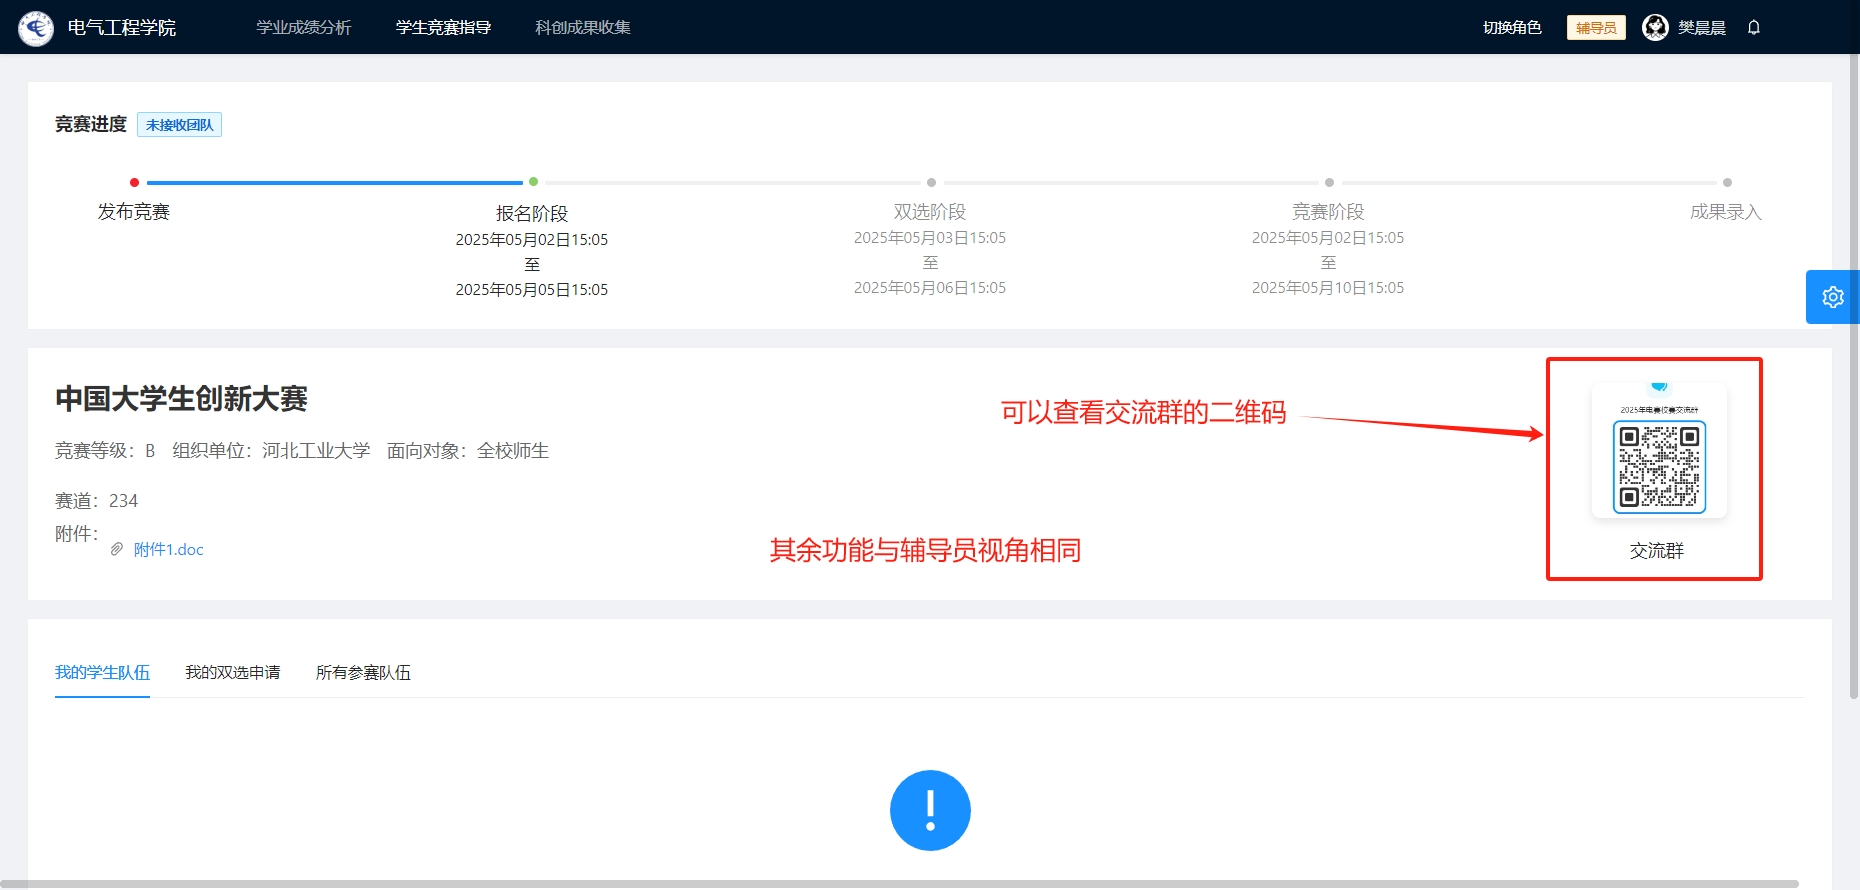 电气工程学院 学业成绩分析 学生竞赛指导 科创成果收集 切换角色 辅导员 樊晨晨
竞赛进度 未接收团队
发布竞赛 报名阶段 双选阶段 竞赛阶段 成果录入
2025年05月02日15:05 2025年05月03日15:05 2025年05月02日15:05
至 至 至
2025年05月05日15:05 2025年05月06日15:05 2025年05月10日15:05
中国大学生创新大赛
可以查看交流群的二维码
2025年电赛校赛交流群
竞赛等级：B 组织单位：河北工业大学 面向对象：全校师生
赛道：234
附件：
附件1.doc
其余功能与辅导员视角相同
交流群
我的学生队伍 我的双选申请 所有参赛队伍